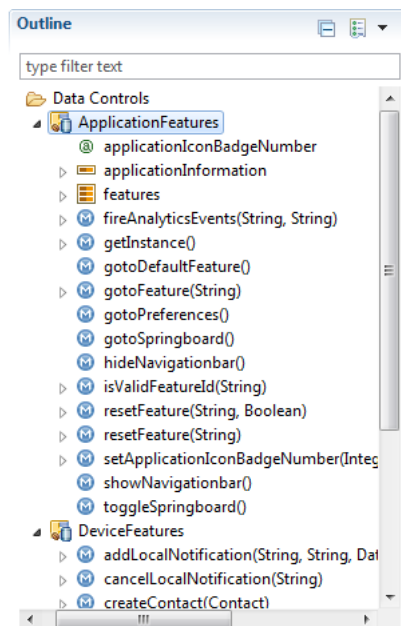 Outline
type filter text
Data Controls
ApplicationFeatures
applicationIconBadgeNumber
applicationInformation
features
fireAnalyticsEvents(String, String)
getInstance()
gotoDefaultFeature()
gotoFeature(String)
gotoPreferences()
gotoSpringboard()
hideNavigationbar()
isValidFeatureId(String)
resetFeature(String, Boolean)
resetFeature(String)
setApplicationIconBadgeNumber(Integ
showNavigationbar()
toggleSpringboard()
DeviceFeatures
addLocalNotification(String, String, Dat
cancelLocalNotification(String)
createContact(Contact)